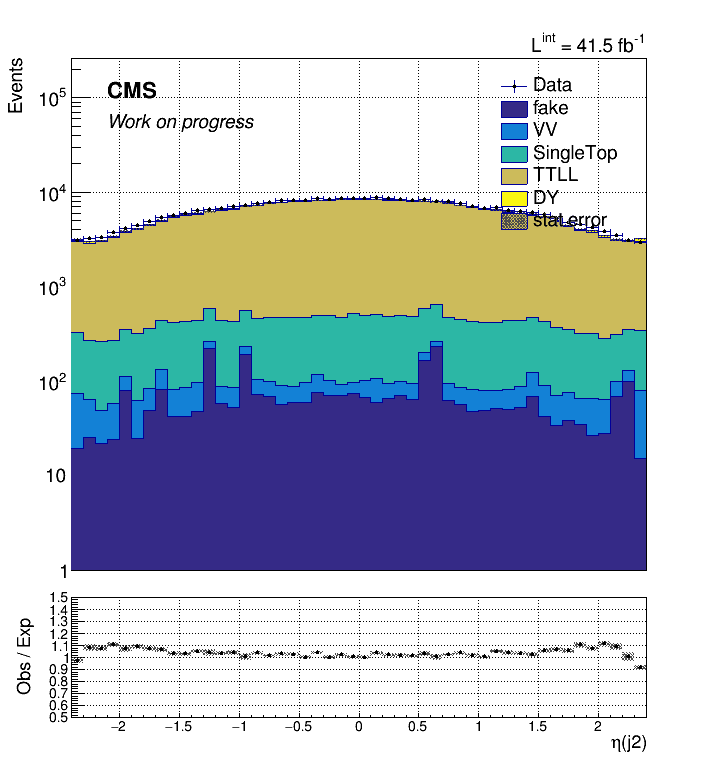 L^int = 41.5 fb^-1
Events
CMS
Work on progress
Data
fake
VV
SingleTop
TTLL
DY
stat.error
10^5
10^4
10^3
10^2
10
1
Obs / Exp
1.5
1.4
1.3
1.2
1.1
1
0.9
0.8
0.7
0.6
0.5
−2 −1.5 −1 −0.5 0 0.5 1 1.5 2
η(j2)